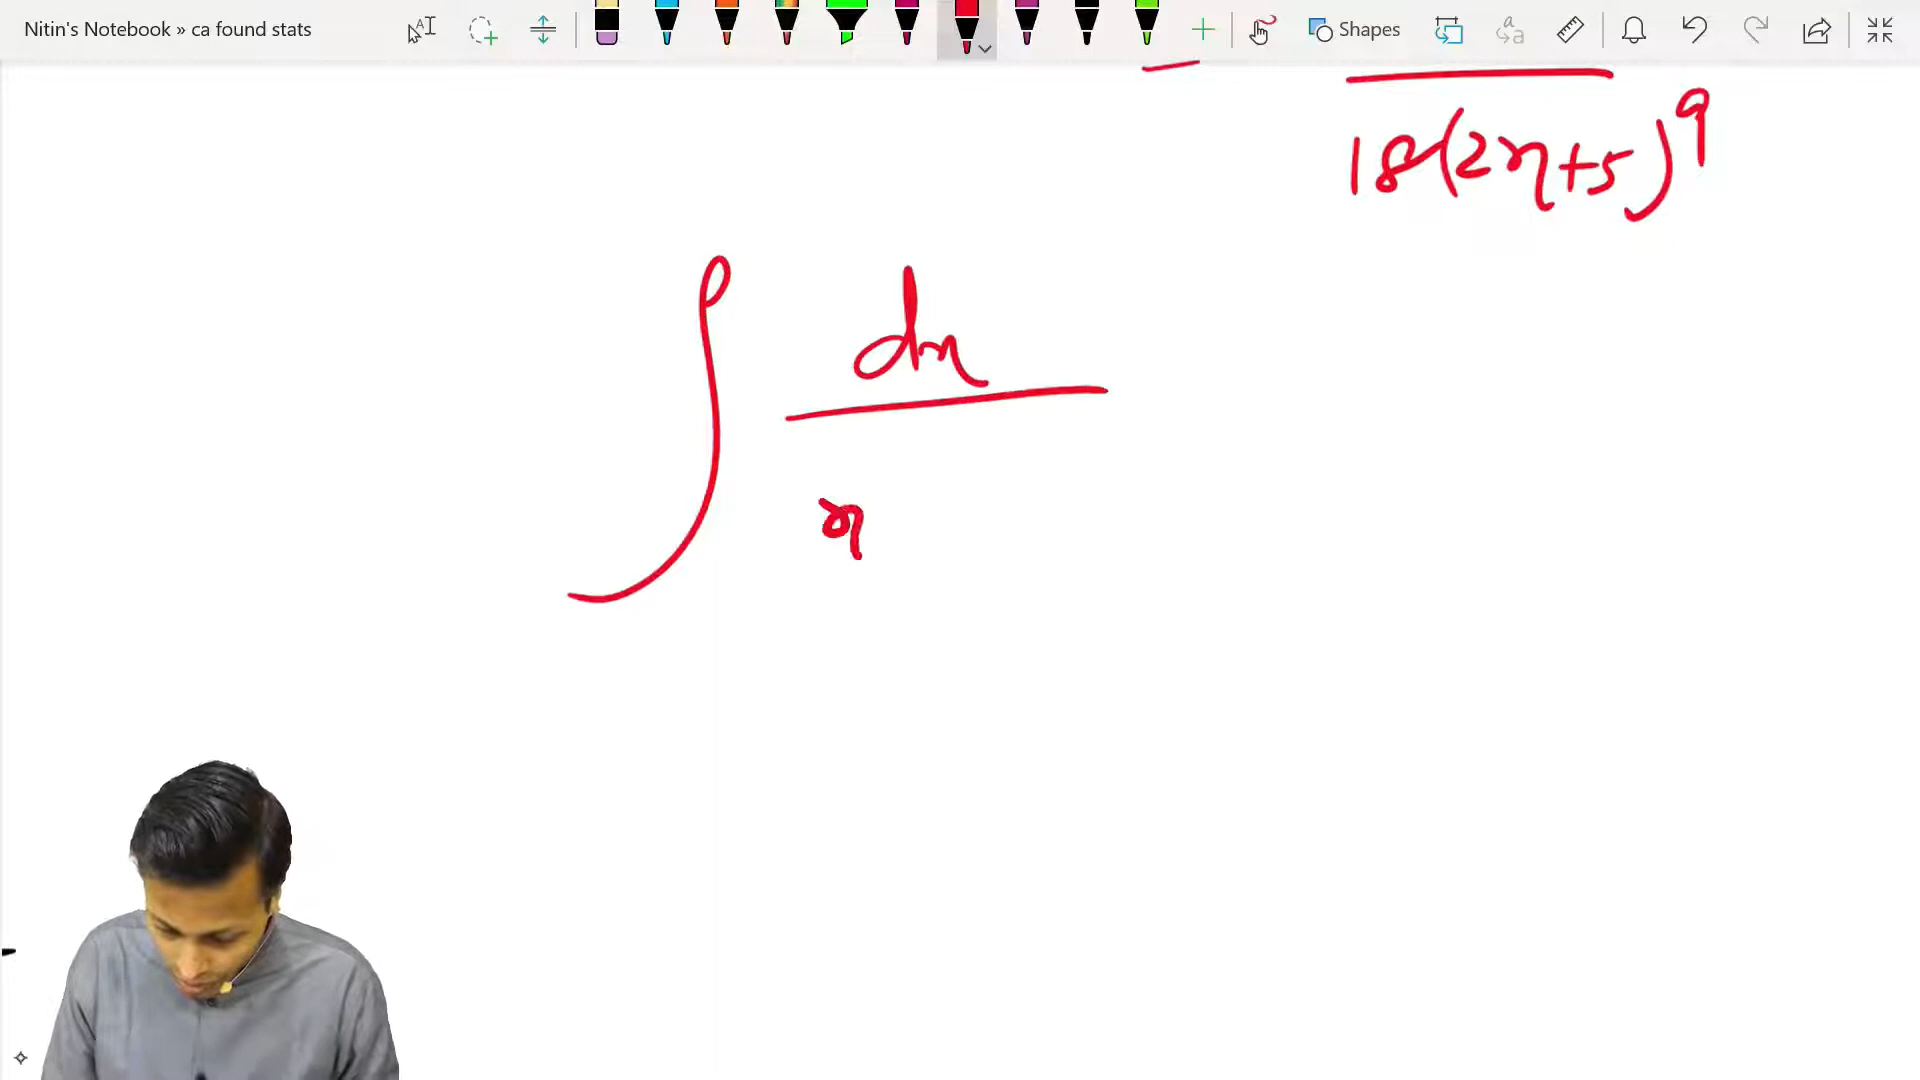 Nitin's Notebook » ca found stats
Shapes
18(2x+5)^9
∫ dx
x